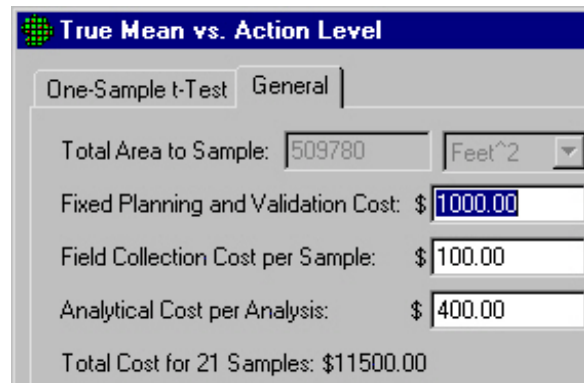 True Mean vs. Action Level
One-Sample t-Test General
Total Area to Sample: 509780 Feet^2
Fixed Planning and Validation Cost: $ 1000.00
Field Collection Cost per Sample: $ 100.00
Analytical Cost per Analysis: $ 400.00
Total Cost for 21 Samples: $11500.00